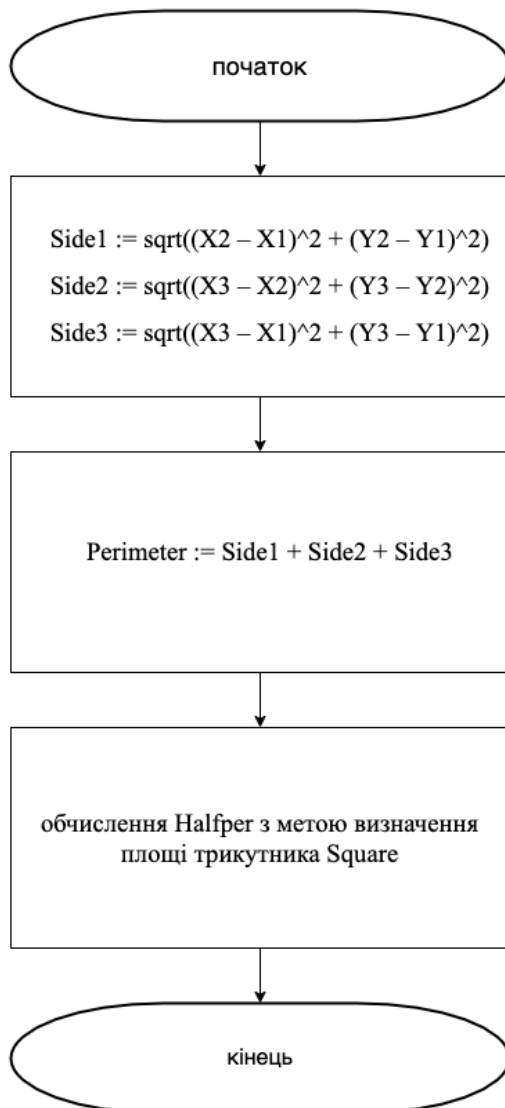 початок
Side1 := sqrt((X2 – X1)^2 + (Y2 – Y1)^2)
Side2 := sqrt((X3 – X2)^2 + (Y3 – Y2)^2)
Side3 := sqrt((X3 – X1)^2 + (Y3 – Y1)^2)
Perimeter := Side1 + Side2 + Side3
обчислення Halfper з метою визначення
площі трикутника Square
кінець